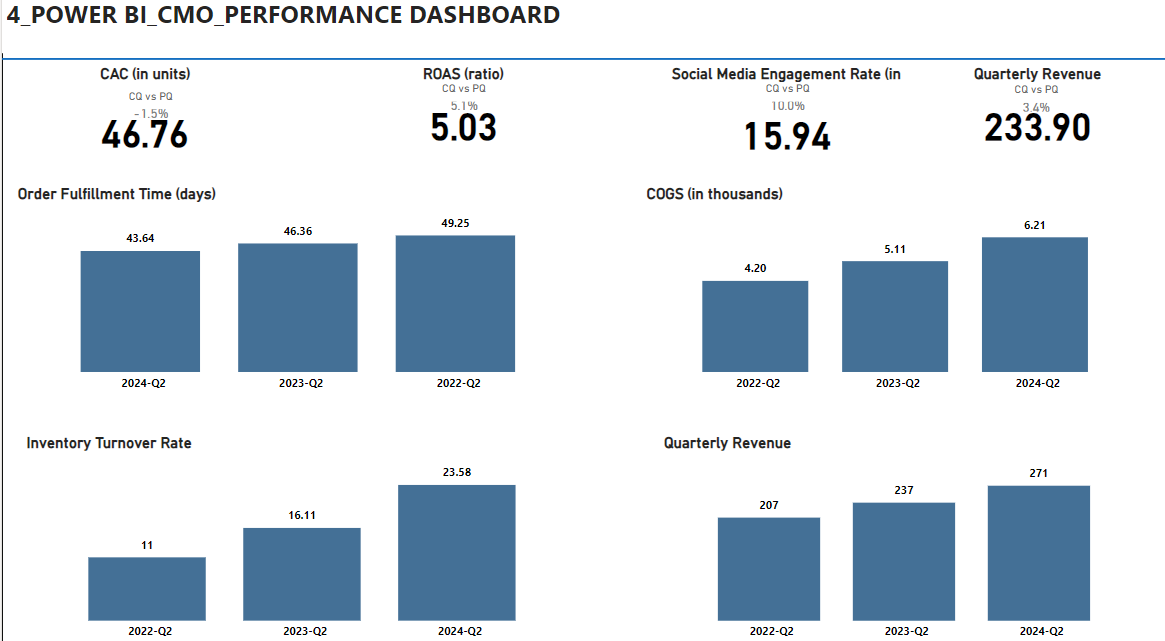 4_POWER BI_CMO_PERFORMANCE DASHBOARD
CAC (in units)
CQ vs PQ
-1.5%
46.76
ROAS (ratio)
CQ vs PQ
5.1%
5.03
Social Media Engagement Rate (in
CQ vs PQ
10.0%
15.94
Quarterly Revenue
CQ vs PQ
3.4%
233.90
Order Fulfillment Time (days)
43.64
46.36
49.25
2024-Q2
2023-Q2
2022-Q2
COGS (in thousands)
4.20
5.11
6.21
2022-Q2
2023-Q2
2024-Q2
Inventory Turnover Rate
11
16.11
23.58
2022-Q2
2023-Q2
2024-Q2
Quarterly Revenue
207
237
271
2022-Q2
2023-Q2
2024-Q2